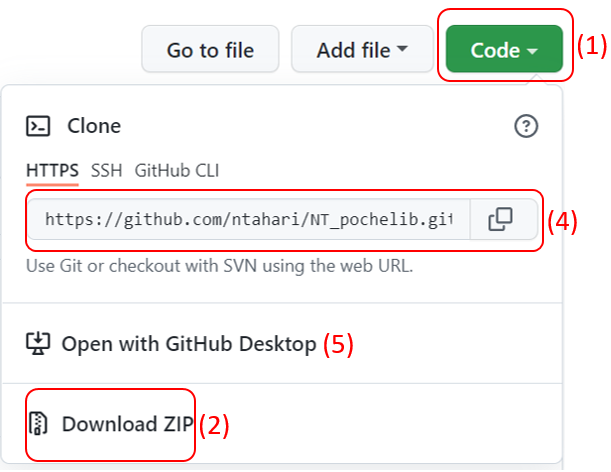 Go to file Add file Code (1)
Clone
HTTPS SSH GitHub CLI
https://github.com/ntahari/NT_pochelib.git (4)
Use Git or checkout with SVN using the web URL.
Open with GitHub Desktop (5)
Download ZIP (2)